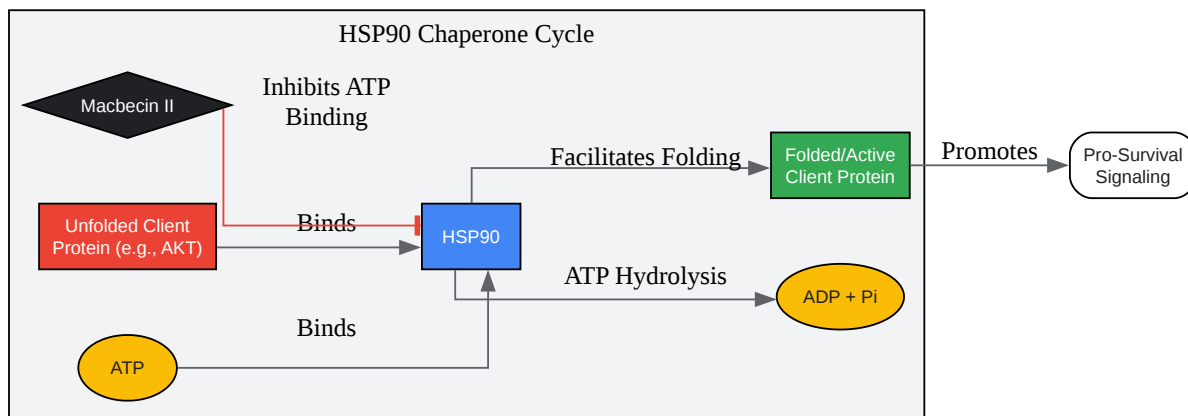 HSP90 Chaperone Cycle
Macbecin II
Inhibits ATP
Binding
Facilitates Folding
Folded/Active
Client Protein
Promotes
Pro-Survival
Signaling
Unfolded Client
Protein (e.g., AKT)
Binds
HSP90
ATP Hydrolysis
ADP + Pi
Binds
ATP